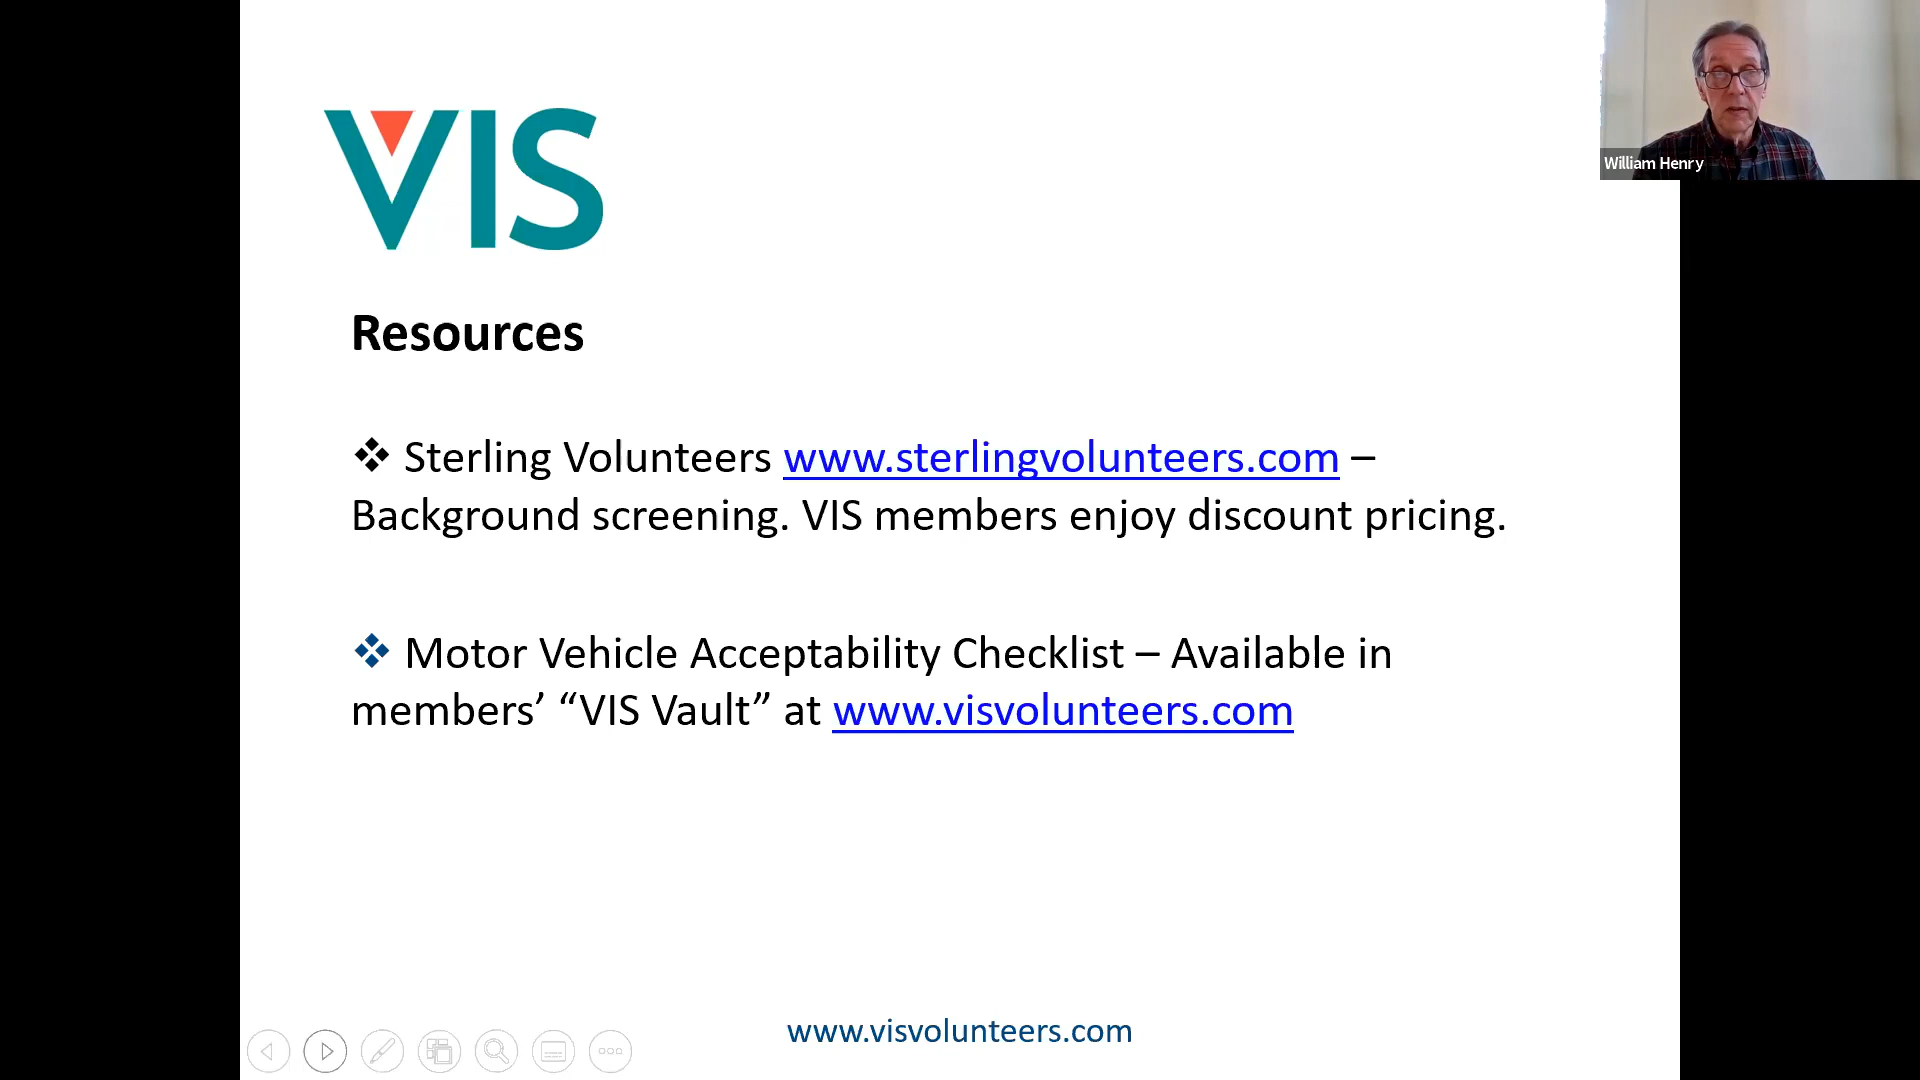 VIS
William Henry
Resources
❖ Sterling Volunteers www.sterlingvolunteers.com –
Background screening. VIS members enjoy discount pricing.
❖ Motor Vehicle Acceptability Checklist – Available in
members’ “VIS Vault” at www.visvolunteers.com
www.visvolunteers.com